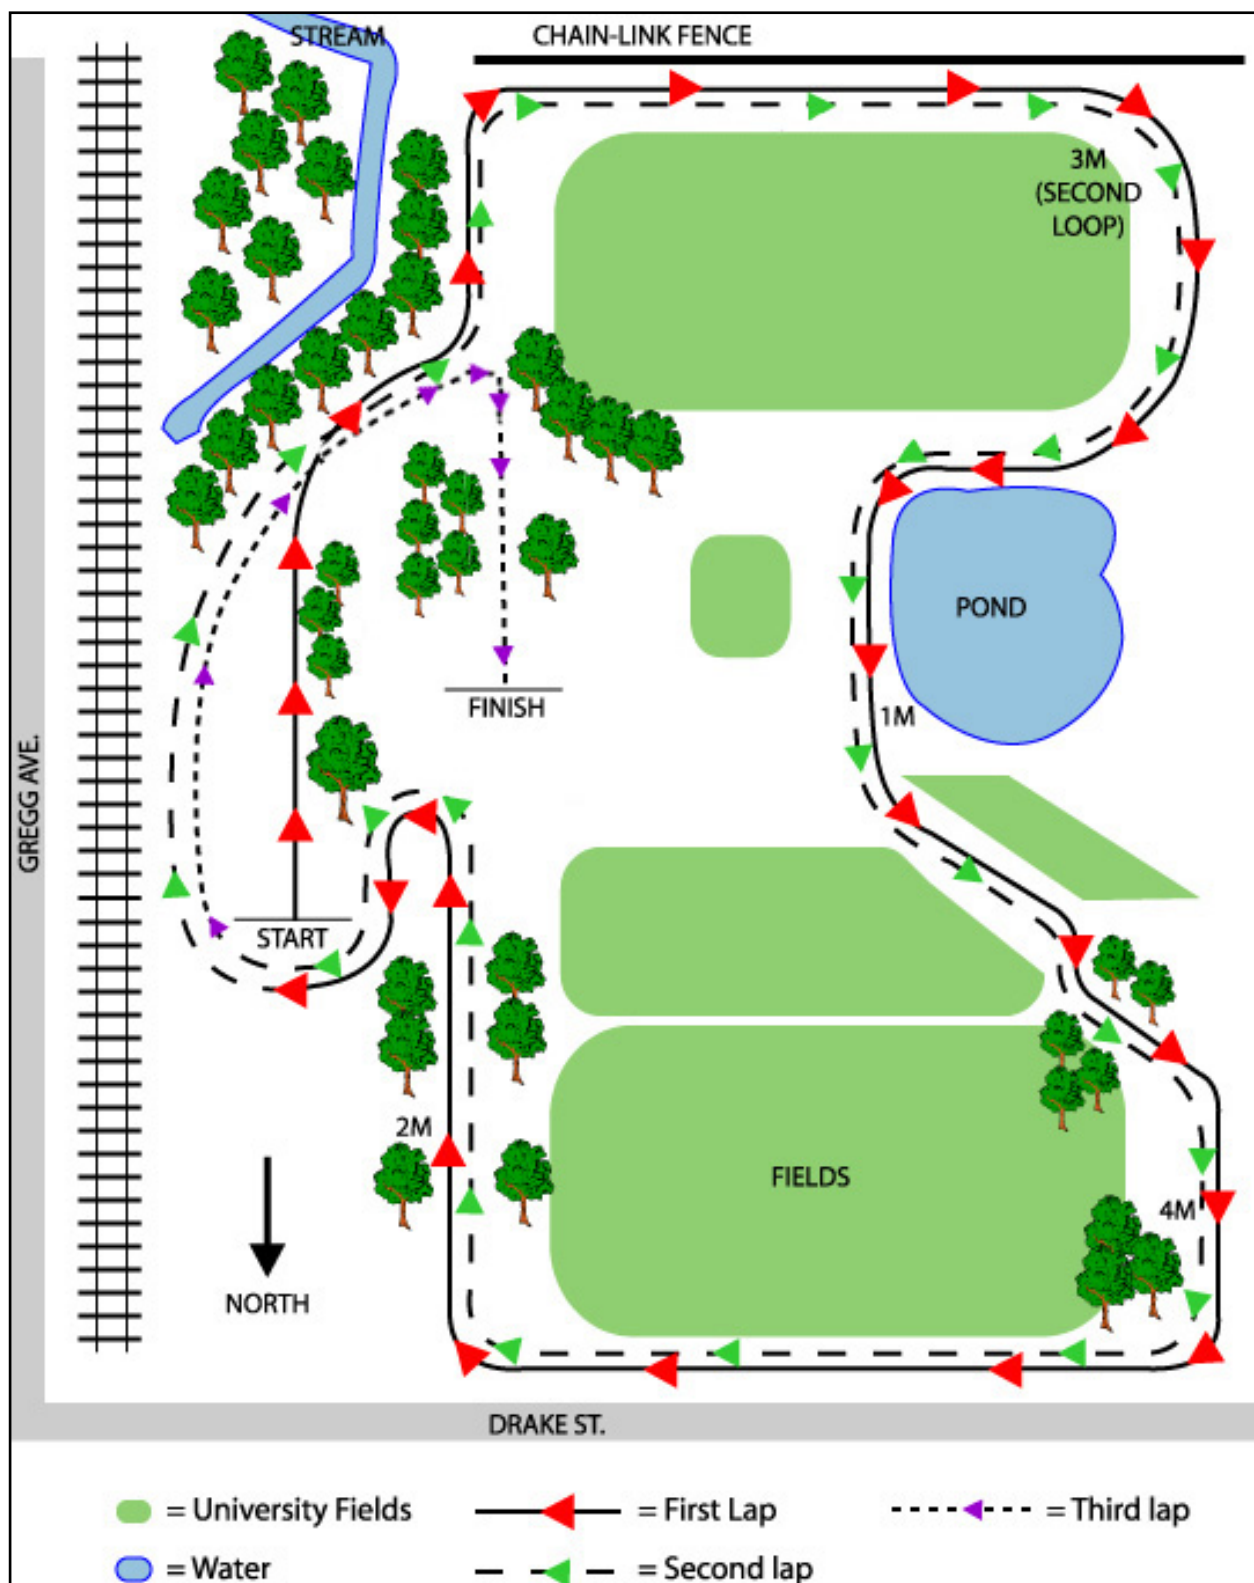 STREAM
CHAIN-LINK FENCE
3M
(SECOND
LOOP)
POND
FINISH
1M
GREGG AVE.
START
2M
FIELDS
4M
NORTH
DRAKE ST.
= University Fields
= First Lap
= Third lap
= Water
= Second lap